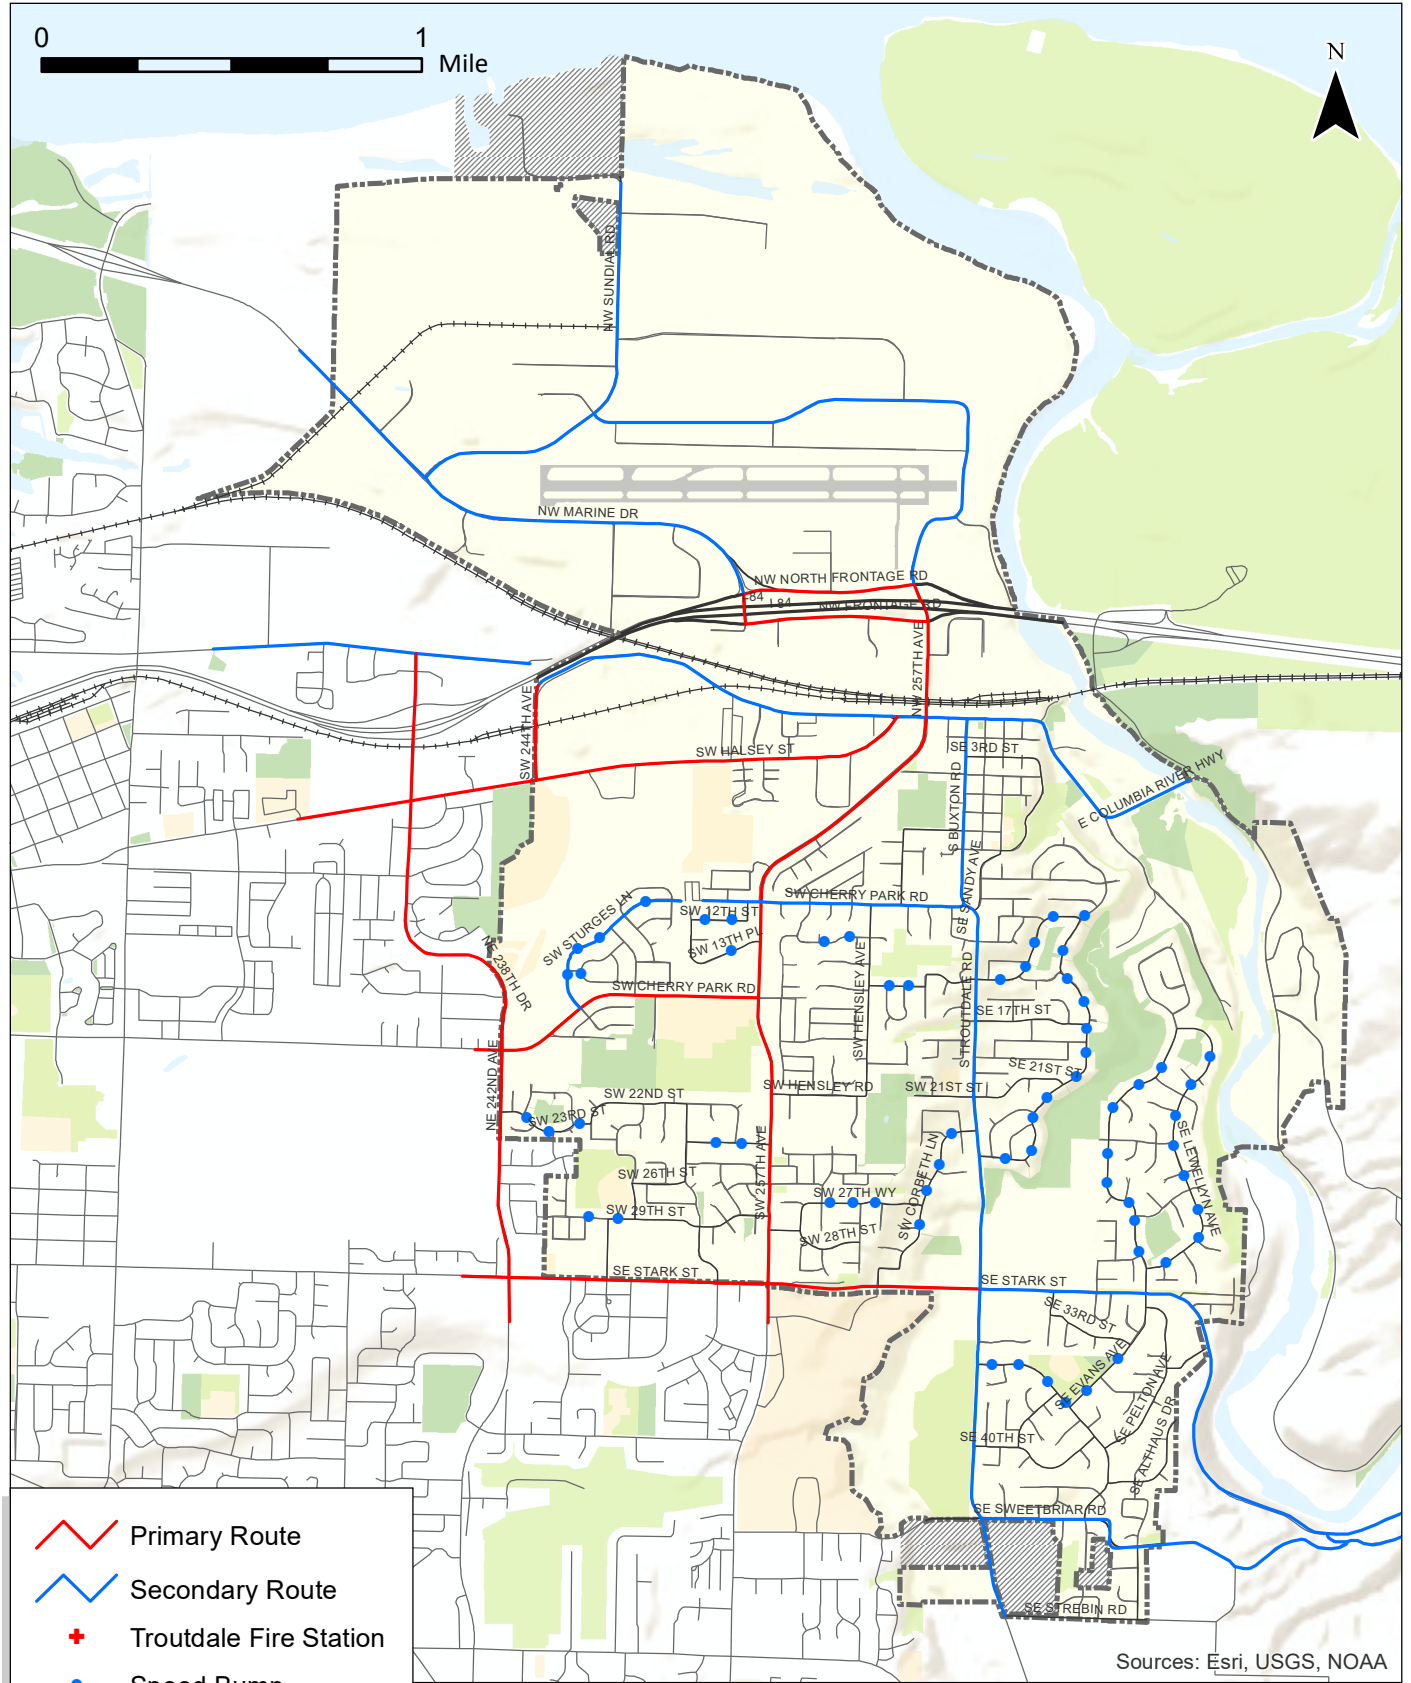 0 1
Mile
N
NW SUNDIAL RD
NW MARINE DR
NW NORTH FRONTAGE RD
I-84
NW FRONTAGE RD
NW 257TH AVE
SW 244TH AVE
SW HALSEY ST
SE 3RD ST
S BUXTON RD
E COLUMBIA RIVER HWY
SE SANDY AVE
SW CHERRY PARK RD
SW STURGES LN
SW 12TH ST
SW 13TH PL
NE 238TH DR
SW CHERRY PARK RD
SW HENSLEY AVE
S TROUTDALE RD
SE 17TH ST
NE 242ND AVE
SE 21ST ST
SW HENSLEY RD
SW 21ST ST
SW 22ND ST
SW 23RD ST
SW 257TH AVE
SW CORBETH LN
SE LEWELLYN AVE
SW 26TH ST
SW 27TH WY
SW 29TH ST
SW 28TH ST
SE STARK ST
SE STARK ST
SE 33RD ST
SE EVANS AVE
SE PELTON AVE
SE ALTHAUS DR
SE 40TH ST
SE SWEETBRIAR RD
SE STREBIN RD
Primary Route
Secondary Route
Troutdale Fire Station
Speed Bump
Sources: Esri, USGS, NOAA